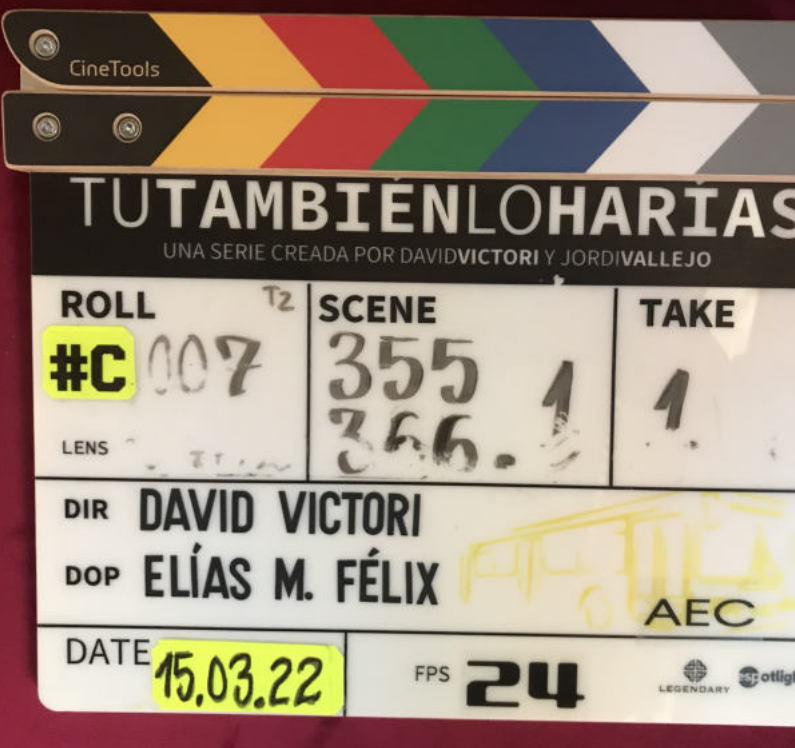 CineTools
TUTAMBIÉNLOHARÍAS
UNA SERIE CREADA POR DAVIDVICTORI Y JORDIVALLEJO
ROLL T2 SCENE TAKE
#C 007 355 1 1
366.
LENS
DIR DAVID VICTORI
DOP ELÍAS M. FÉLIX
AEC
DATE 15.03.22 FPS 24
LEGENDARY